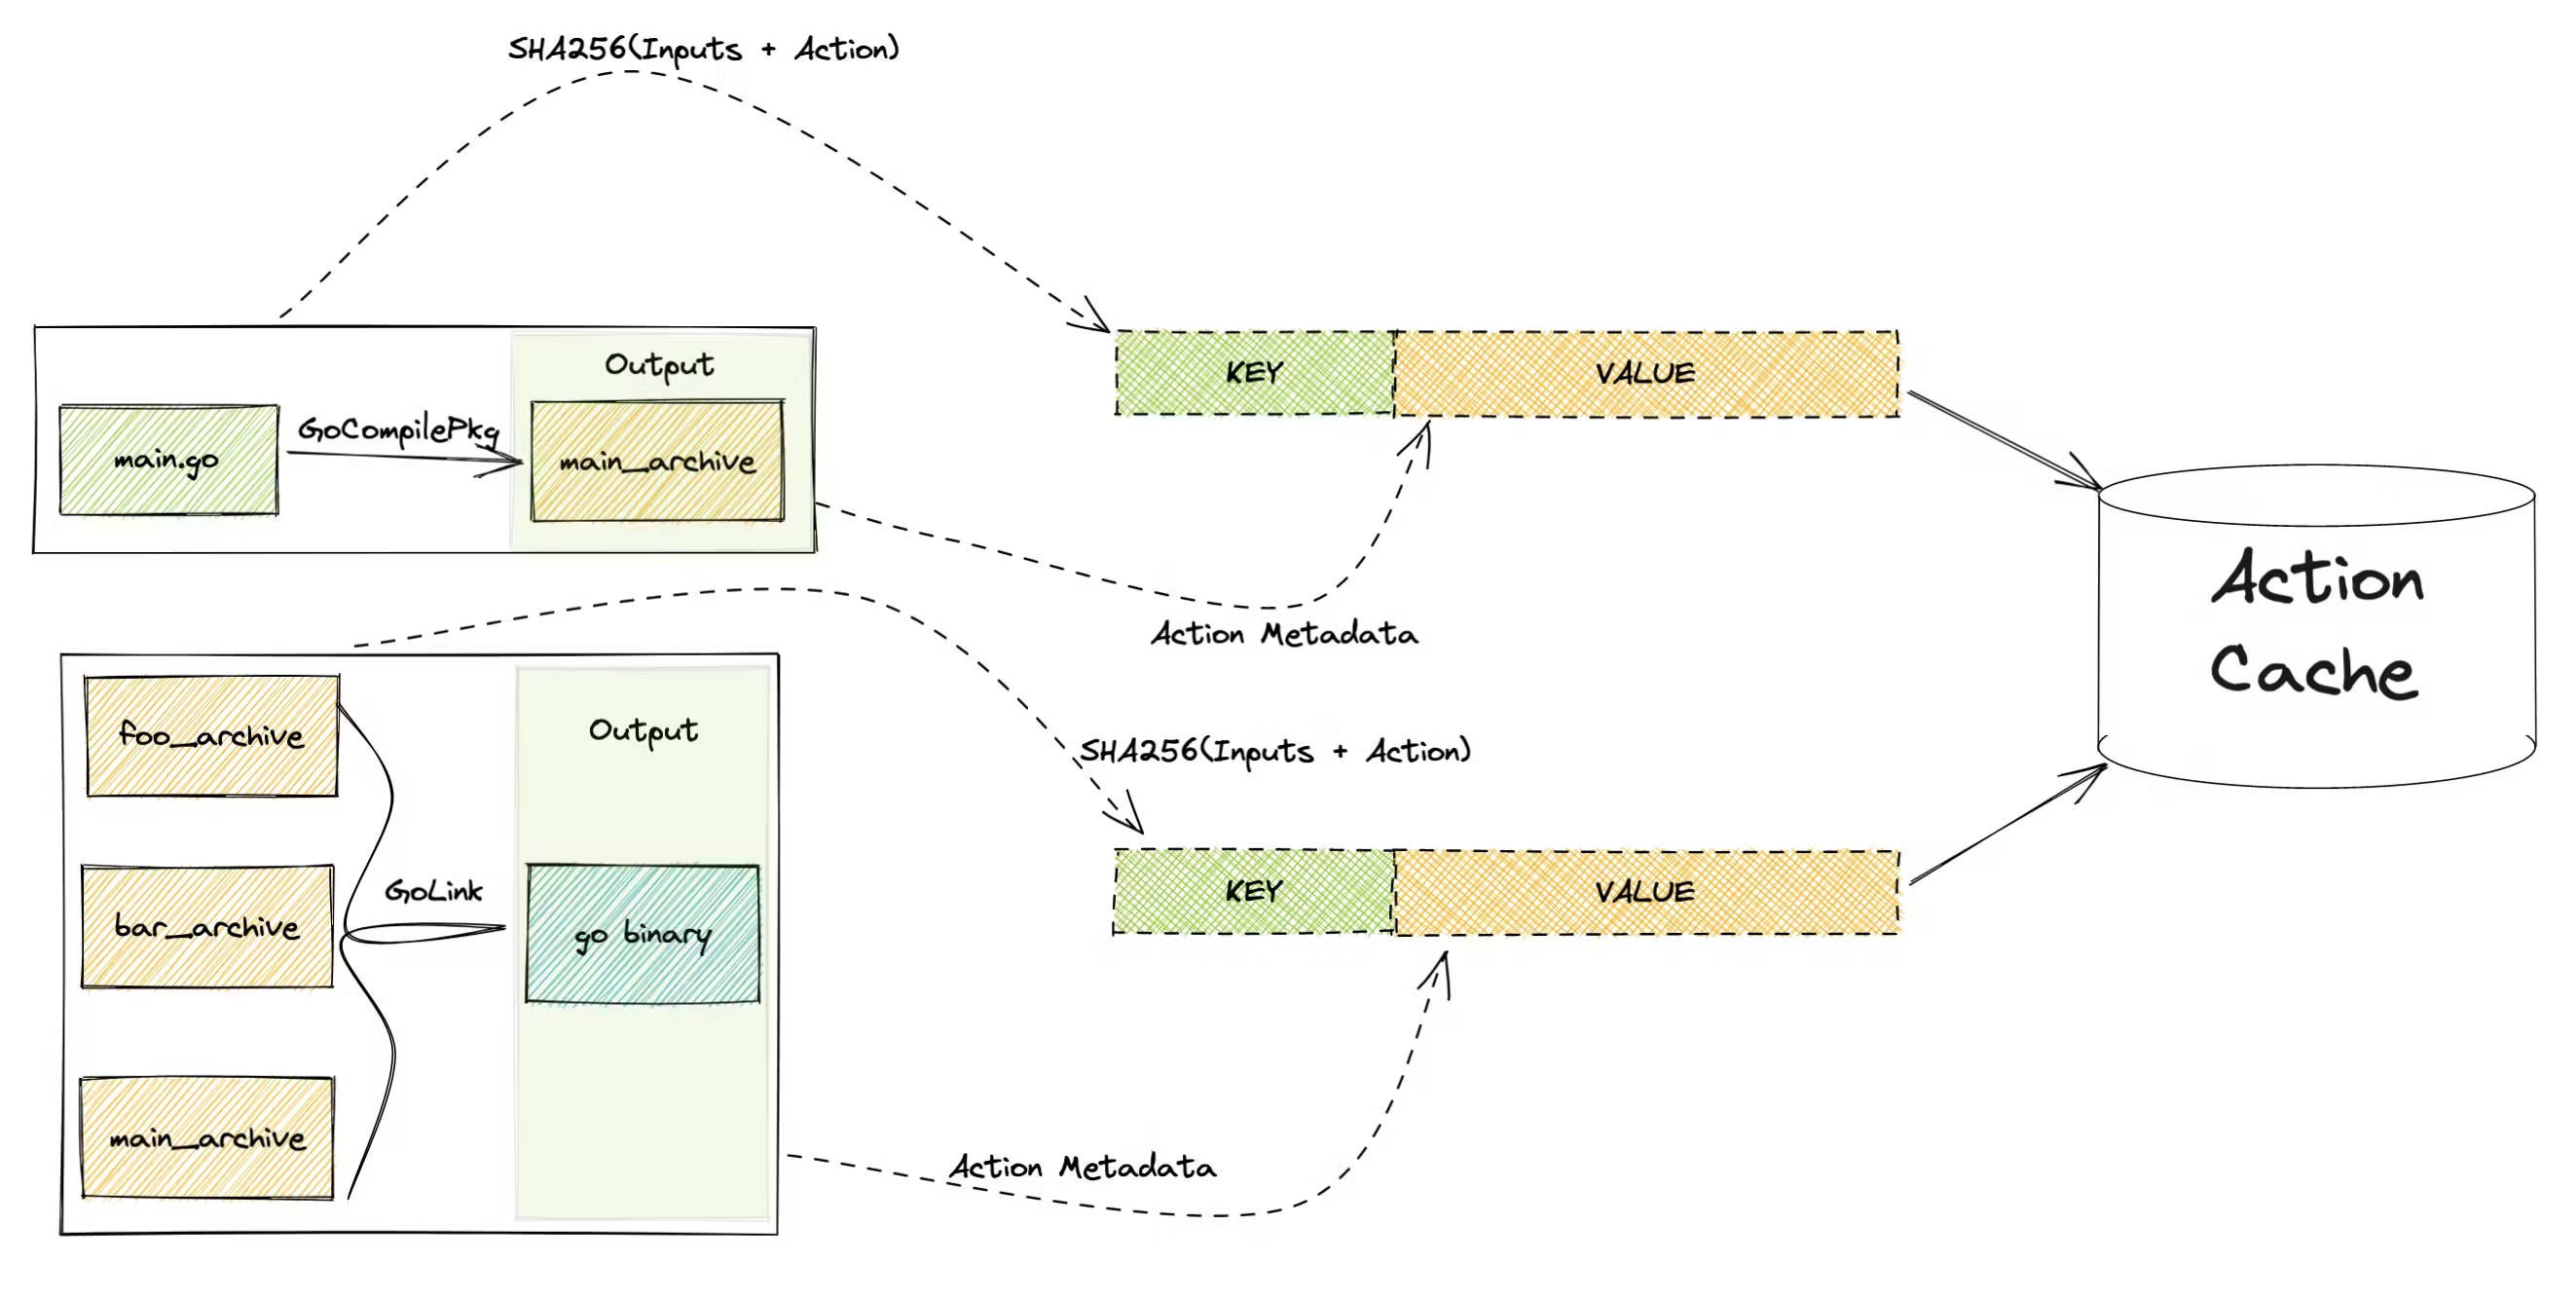 SHA256(Inputs + Action)
Output
GoCompilePkg
main.go
main_archive
KEY
VALUE
Action Metadata
Action
Cache
foo_archive
Output
bar_archive
GoLink
go binary
main_archive
SHA256(Inputs + Action)
KEY
VALUE
Action Metadata